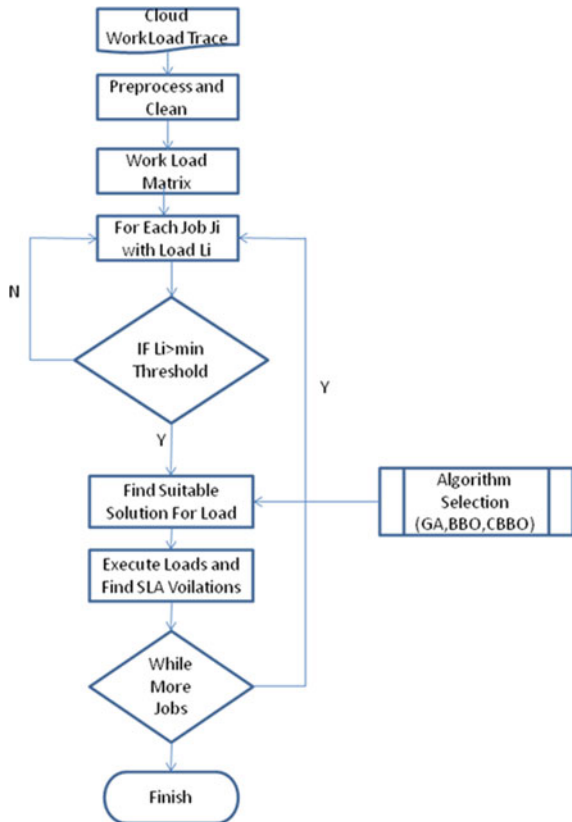 Cloud
WorkLoad Trace
Preprocess and
Clean
Work Load
Matrix
For Each Job Ji
with Load Li
N
IF Li>min
Threshold
Y
Y
Find Suitable
Solution For Load
Algorithm
Selection
(GA,BBO,CBBO)
Execute Loads and
Find SLA Voilations
While
More
Jobs
Finish